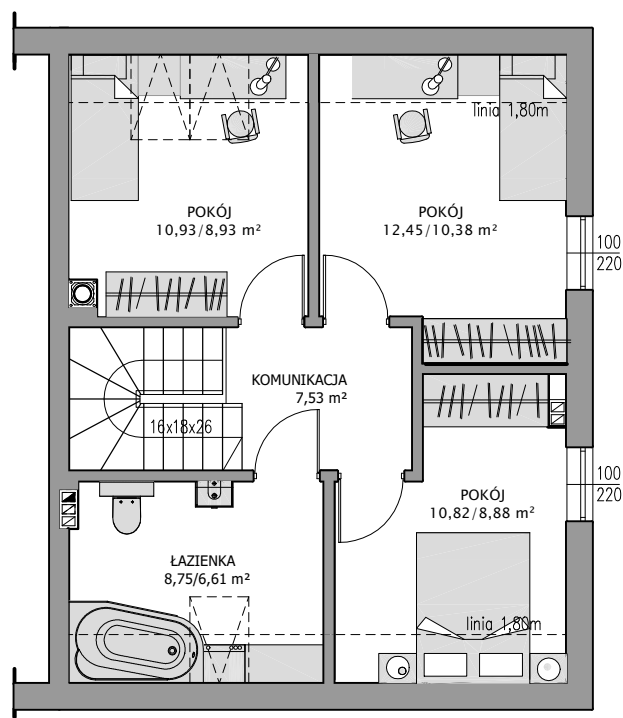 linia 1,80m
POKÓJ
10,93/8,93 m²
POKÓJ
12,45/10,38 m²
100
220
KOMUNIKACJA
7,53 m²
16x18x26
100
220
POKÓJ
10,82/8,88 m²
ŁAZIENKA
8,75/6,61 m²
linia 1,80m